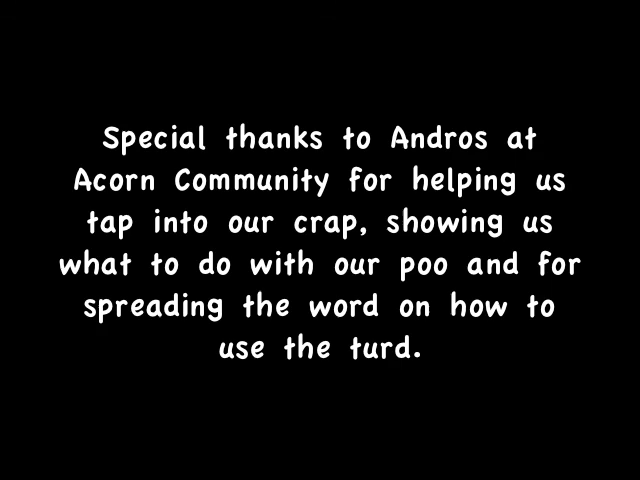 Special thanks to Andros at
Acorn Community for helping us
tap into our crap, showing us
what to do with our poo and for
spreading the word on how to
use the turd.